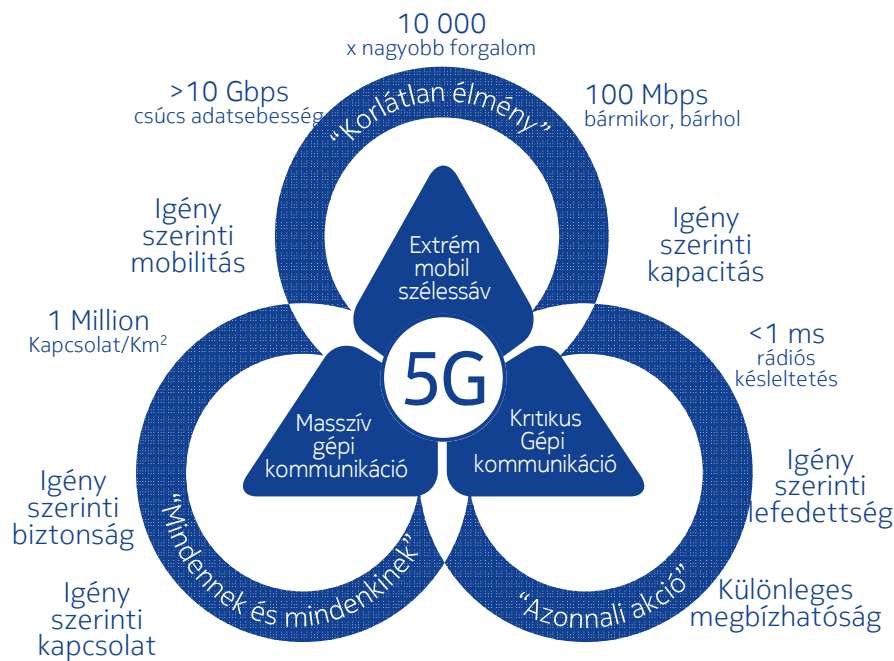 10 000
x nagyobb forgalom
>10 Gbps
csúcs adatsebesség
"Korlátlan élmény"
100 Mbps
bármikor, bárhol
Igény
szerinti
mobilitás
Igény
szerinti
kapacitás
Extrém
mobil
szélessáv
1 Million
Kapcsolat/Km²
<1 ms
rádiós
késleltetés
5G
Masszív
gépi
kommunikáció
Kritikus
Gépi
kommunikáció
Igény
szerinti
biztonság
Igény
szerinti
lefedettség
"Mindennek és mindenkinek"
"Azonnali akció"
Igény
szerinti
kapcsolat
Különleges
megbízhatóság